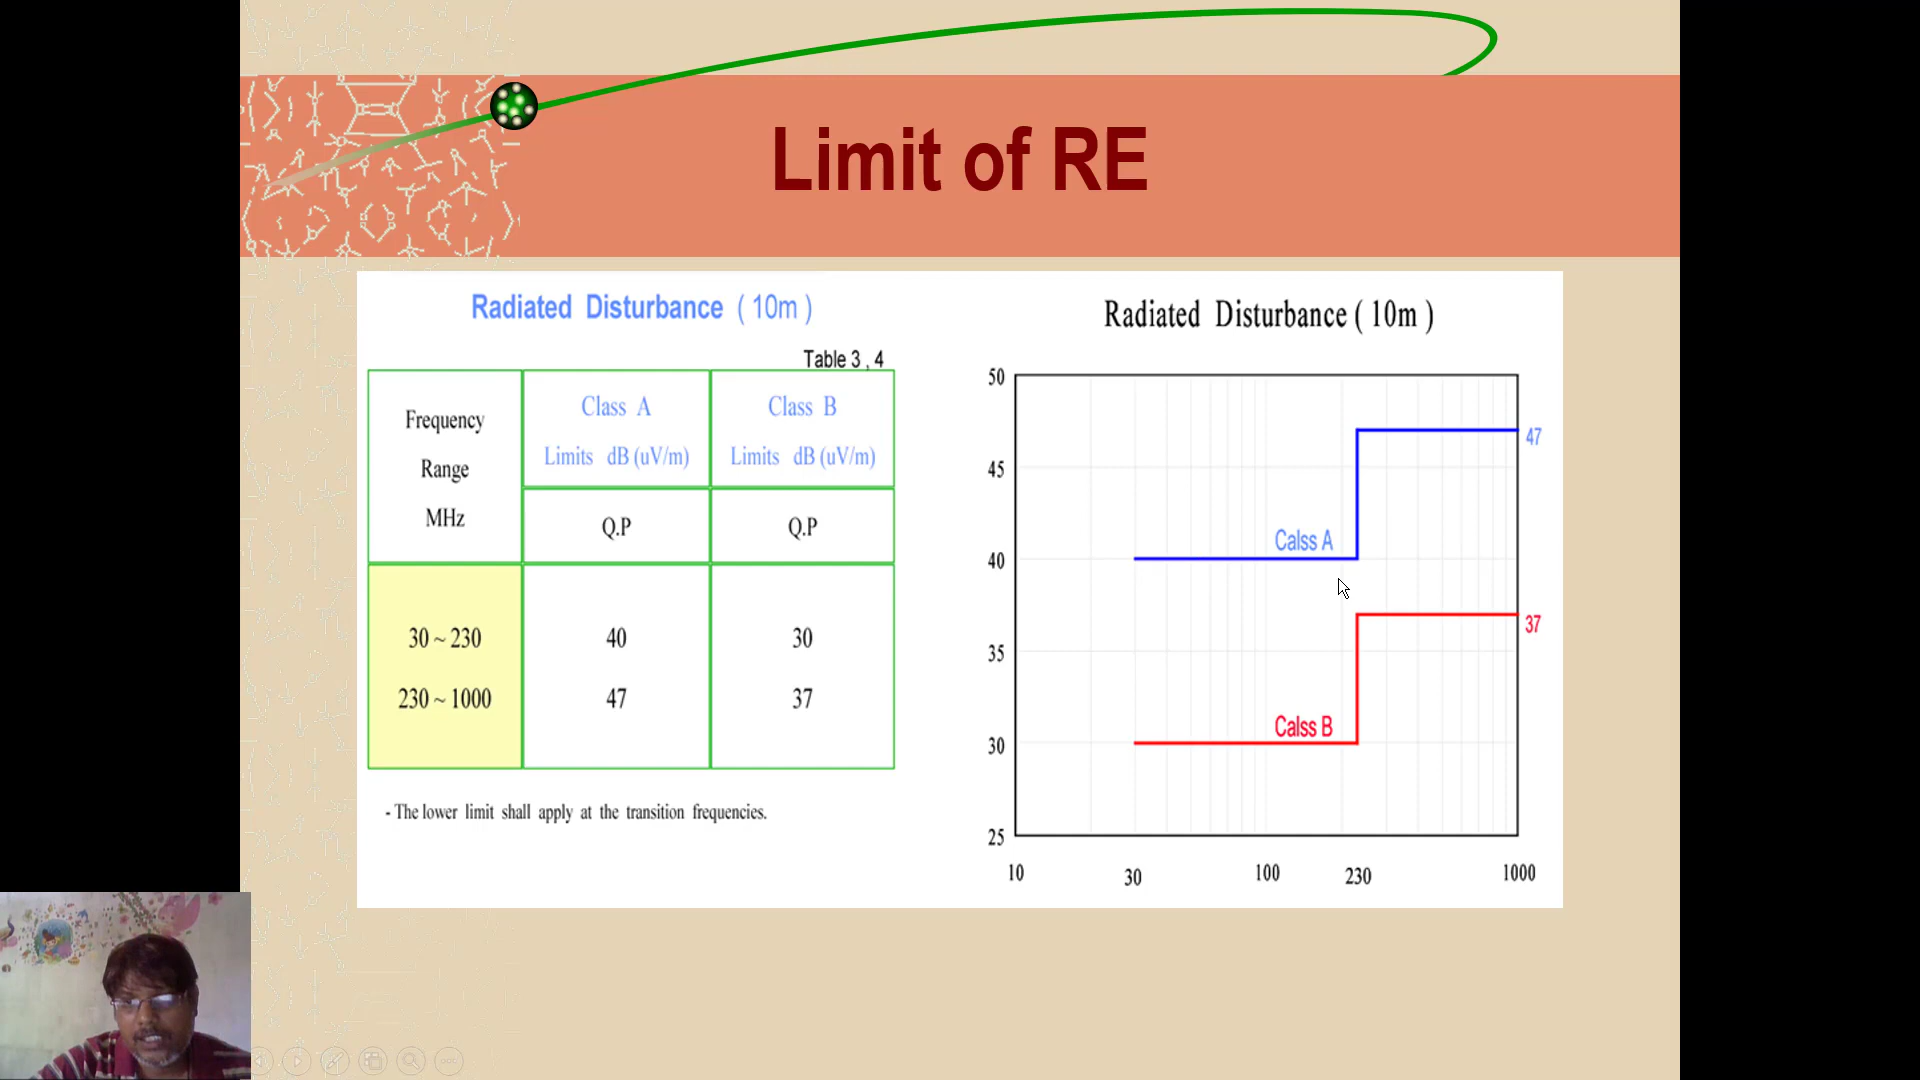 Limit of RE
Radiated Disturbance ( 10m )
Table 3 , 4
Frequency
Range
MHz
Class A
Limits dB (uV/m)
Class B
Limits dB (uV/m)
Q.P
Q.P
30 ~ 230
40
30
230 ~ 1000
47
37
- The lower limit shall apply at the transition frequencies.
Radiated Disturbance ( 10m )
50
45
40
35
30
25
47
37
Calss A
Calss B
10
30
100
230
1000